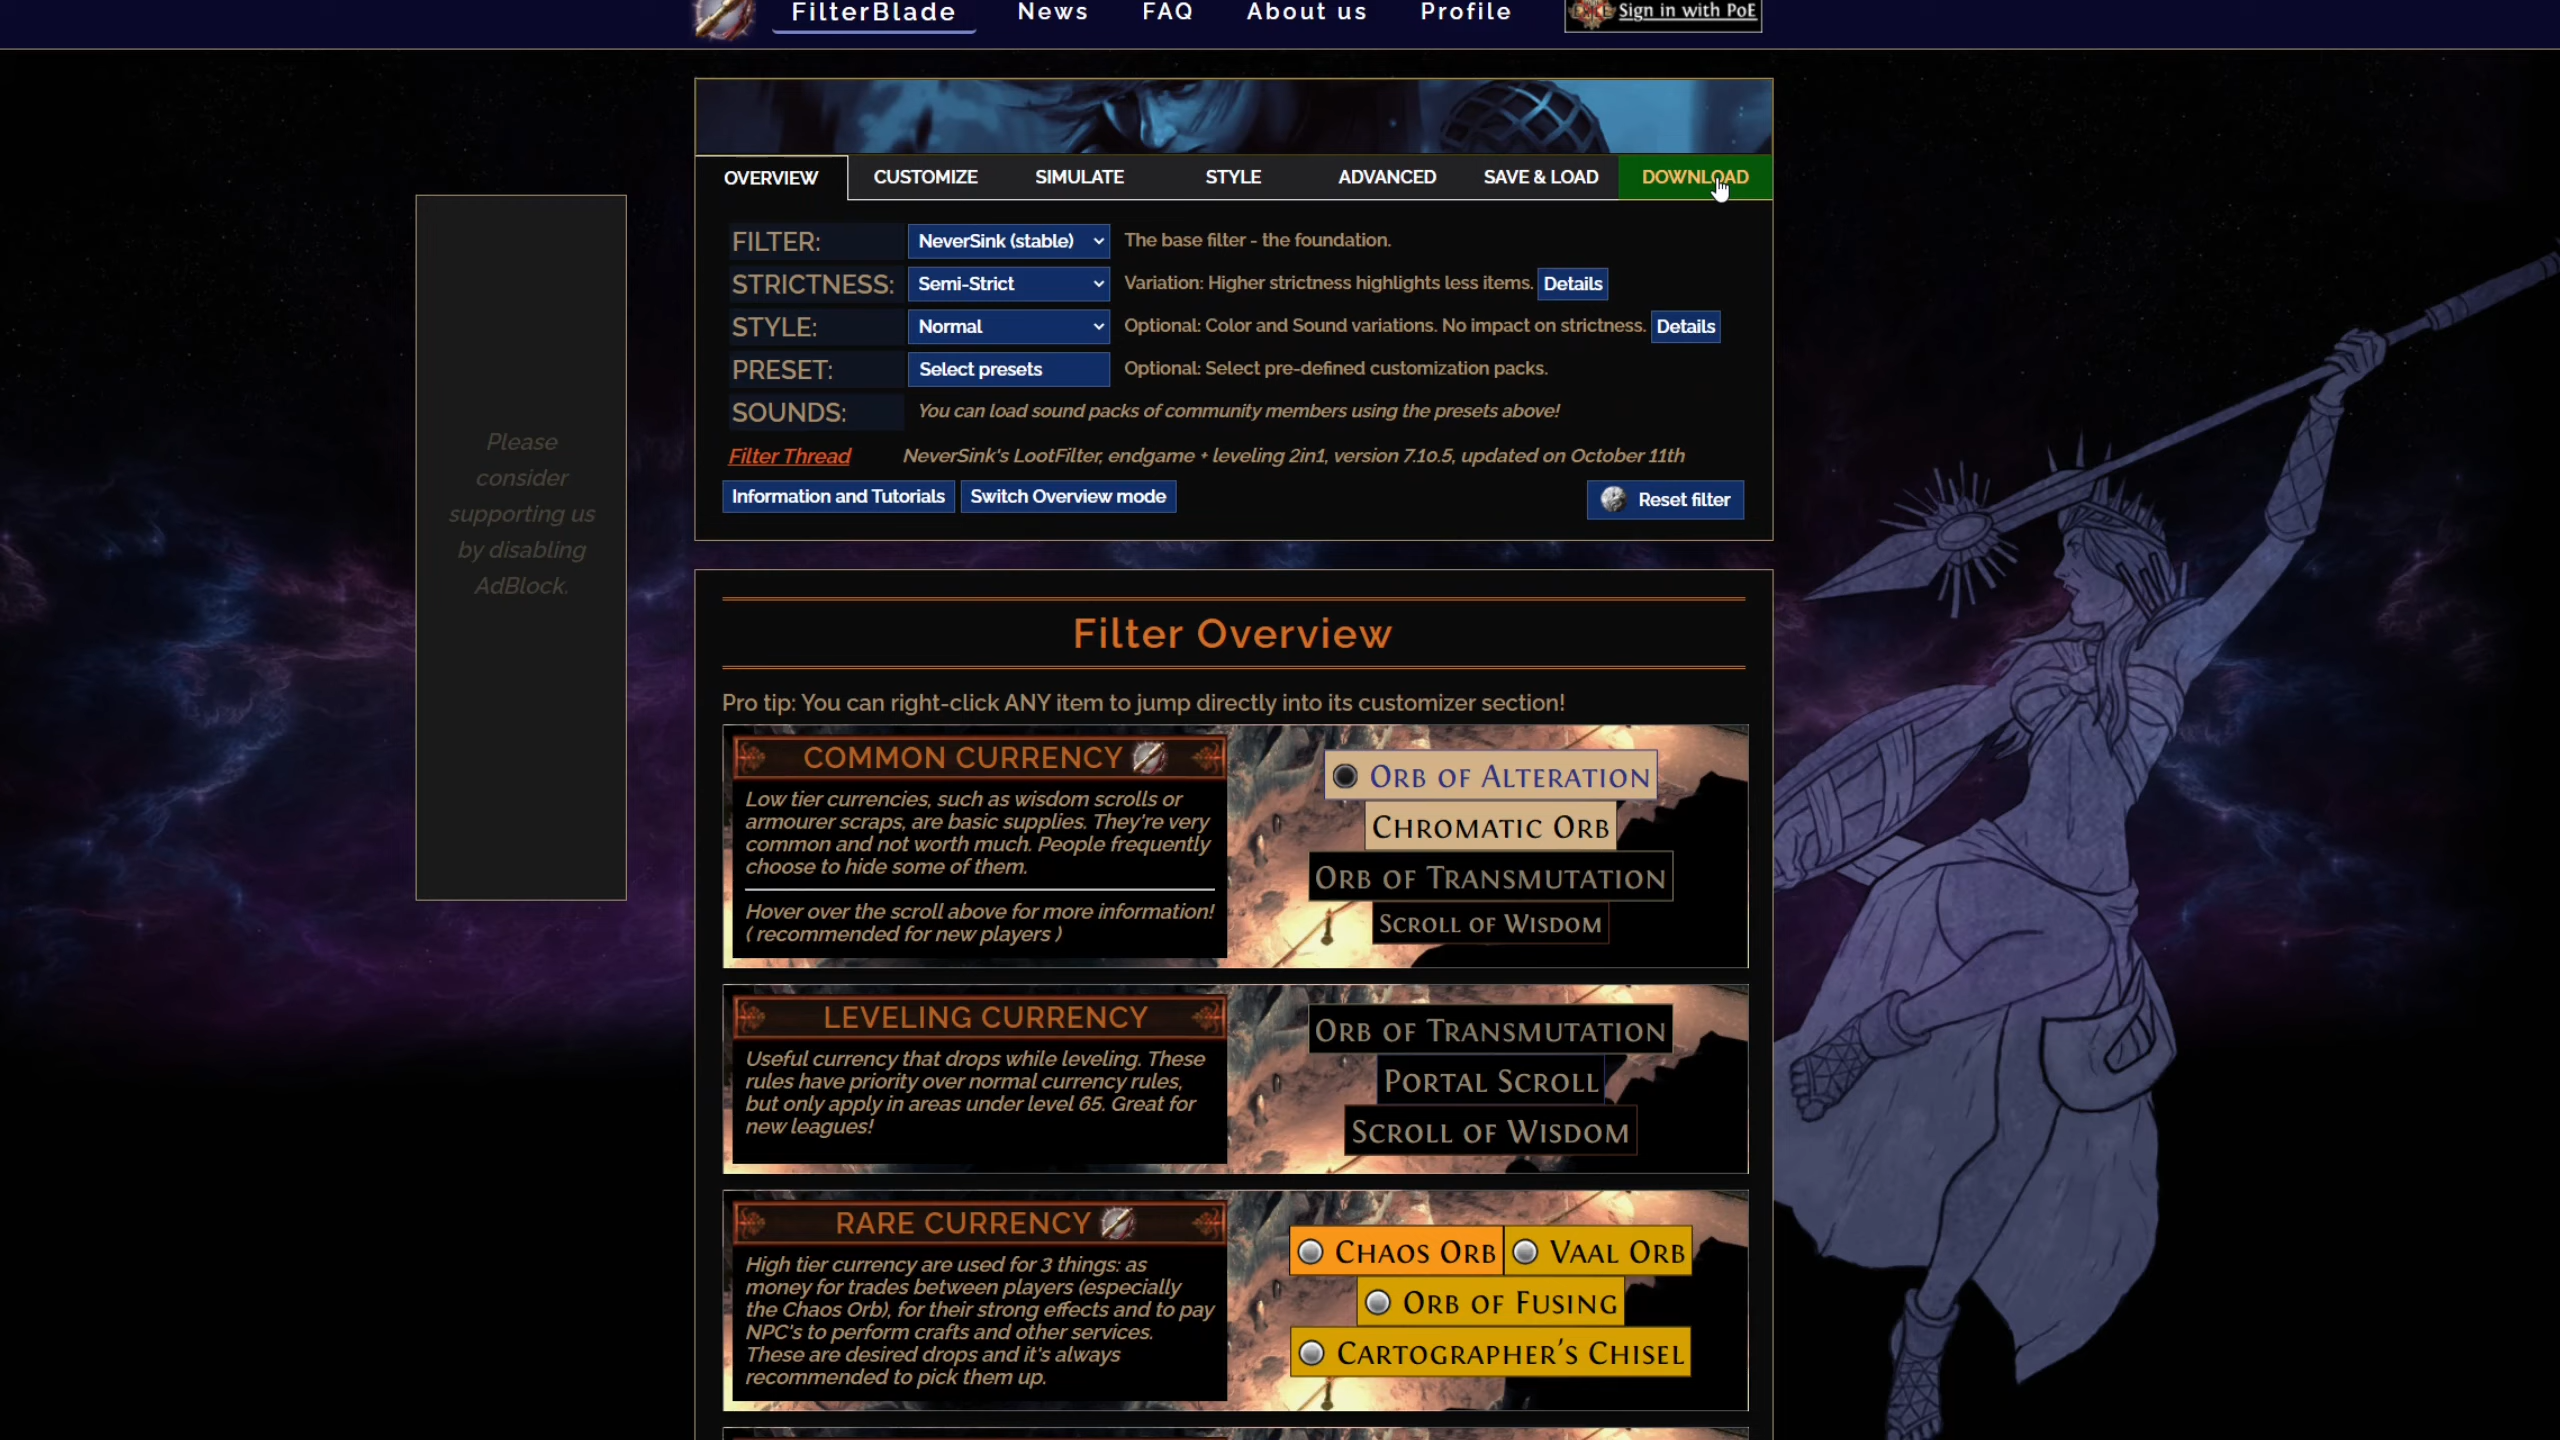 FilterBlade
News
FAQ
About us
Profile
Sign in with PoE
OVERVIEW
CUSTOMIZE
SIMULATE
STYLE
ADVANCED
SAVE & LOAD
DOWNLOAD
FILTER:
NeverSink (stable)
The base filter - the foundation.
STRICTNESS:
Semi-Strict
Variation: Higher strictness highlights less items.
Details
STYLE:
Normal
Optional: Color and Sound variations. No impact on strictness.
Details
PRESET:
Select presets
Optional: Select pre-defined customization packs.
SOUNDS:
You can load sound packs of community members using the presets above!
Filter Thread
NeverSink's LootFilter, endgame + leveling 2in1, version 7.10.5, updated on October 11th
Information and Tutorials
Switch Overview mode
Reset filter
Please
consider
supporting us
by disabling
AdBlock.
Filter Overview
Pro tip: You can right-click ANY item to jump directly into its customizer section!
COMMON CURRENCY
Low tier currencies, such as wisdom scrolls or
armourer scraps, are basic supplies. They're very
common and not worth much. People frequently
choose to hide some of them.
Hover over the scroll above for more information!
( recommended for new players )
Orb of Alteration
Chromatic Orb
Orb of Transmutation
Scroll of Wisdom
LEVELING CURRENCY
Useful currency that drops while leveling. These
rules have priority over normal currency rules,
but only apply in areas under level 65. Great for
new leagues!
Orb of Transmutation
Portal Scroll
Scroll of Wisdom
RARE CURRENCY
High tier currency are used for 3 things: as
money for trades between players (especially
the Chaos Orb), for their strong effects and to pay
NPC's to perform crafts and other services.
These are desired drops and it's always
recommended to pick them up.
Chaos Orb
Vaal Orb
Orb of Fusing
Cartographer's Chisel